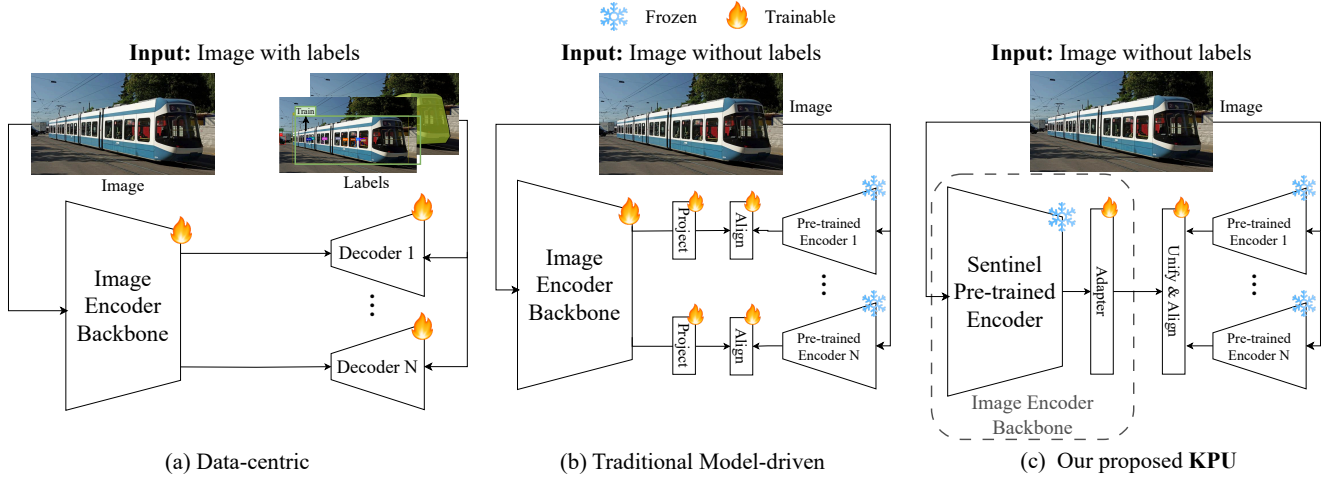 Frozen
Trainable
Input: Image with labels
Train
Image
Labels
Image
Encoder
Backbone
Decoder 1
Decoder N
(a) Data-centric
Input: Image without labels
Image
Image
Encoder
Backbone
Project
Align
Pre-trained
Encoder 1
Project
Align
Pre-trained
Encoder N
(b) Traditional Model-driven
Input: Image without labels
Image
Sentinel
Pre-trained
Encoder
Adapter
Unify & Align
Pre-trained
Encoder 1
Pre-trained
Encoder N
Image Encoder
Backbone
(c) Our proposed KPU